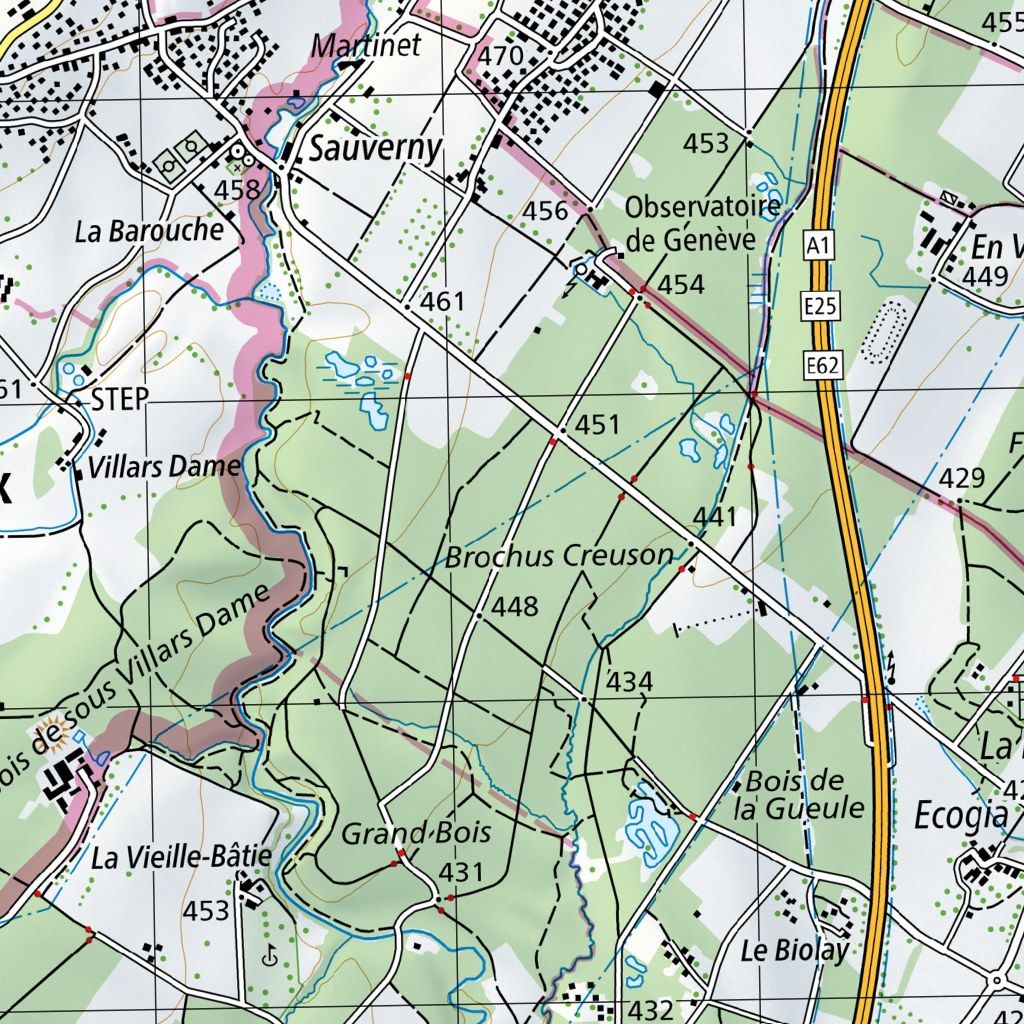 Martinet
470
455
453
Sauverny
458
456
Observatoire
de Genève
La Barouche
A1
En V
449
454
E25
461
E62
STEP
451
Villars Dame
429
441
Brochus Creuson
448
Bois de Sous Villars Dame
434
La
Bois de
la Gueule
Ecogia
Grand Bois
La Vieille-Bâtie
431
453
Le Biolay
432